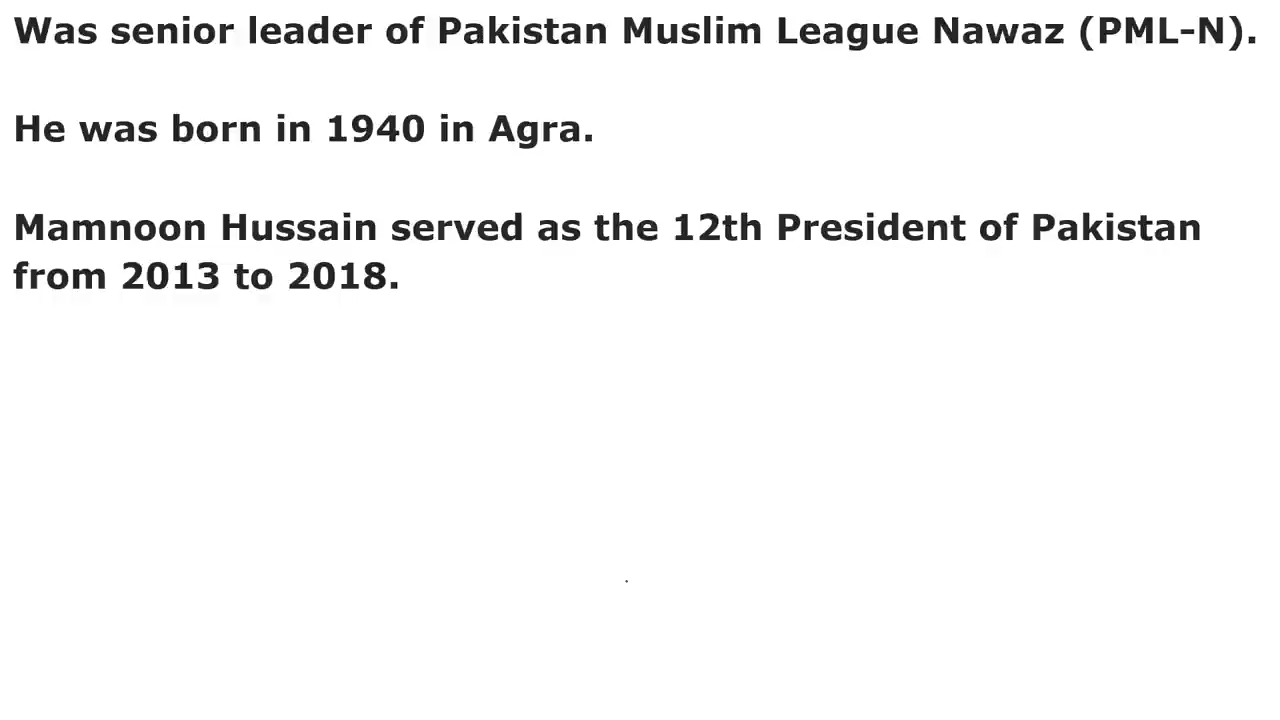 Was senior leader of Pakistan Muslim League Nawaz (PML-N).
He was born in 1940 in Agra.
Mamnoon Hussain served as the 12th President of Pakistan
from 2013 to 2018.